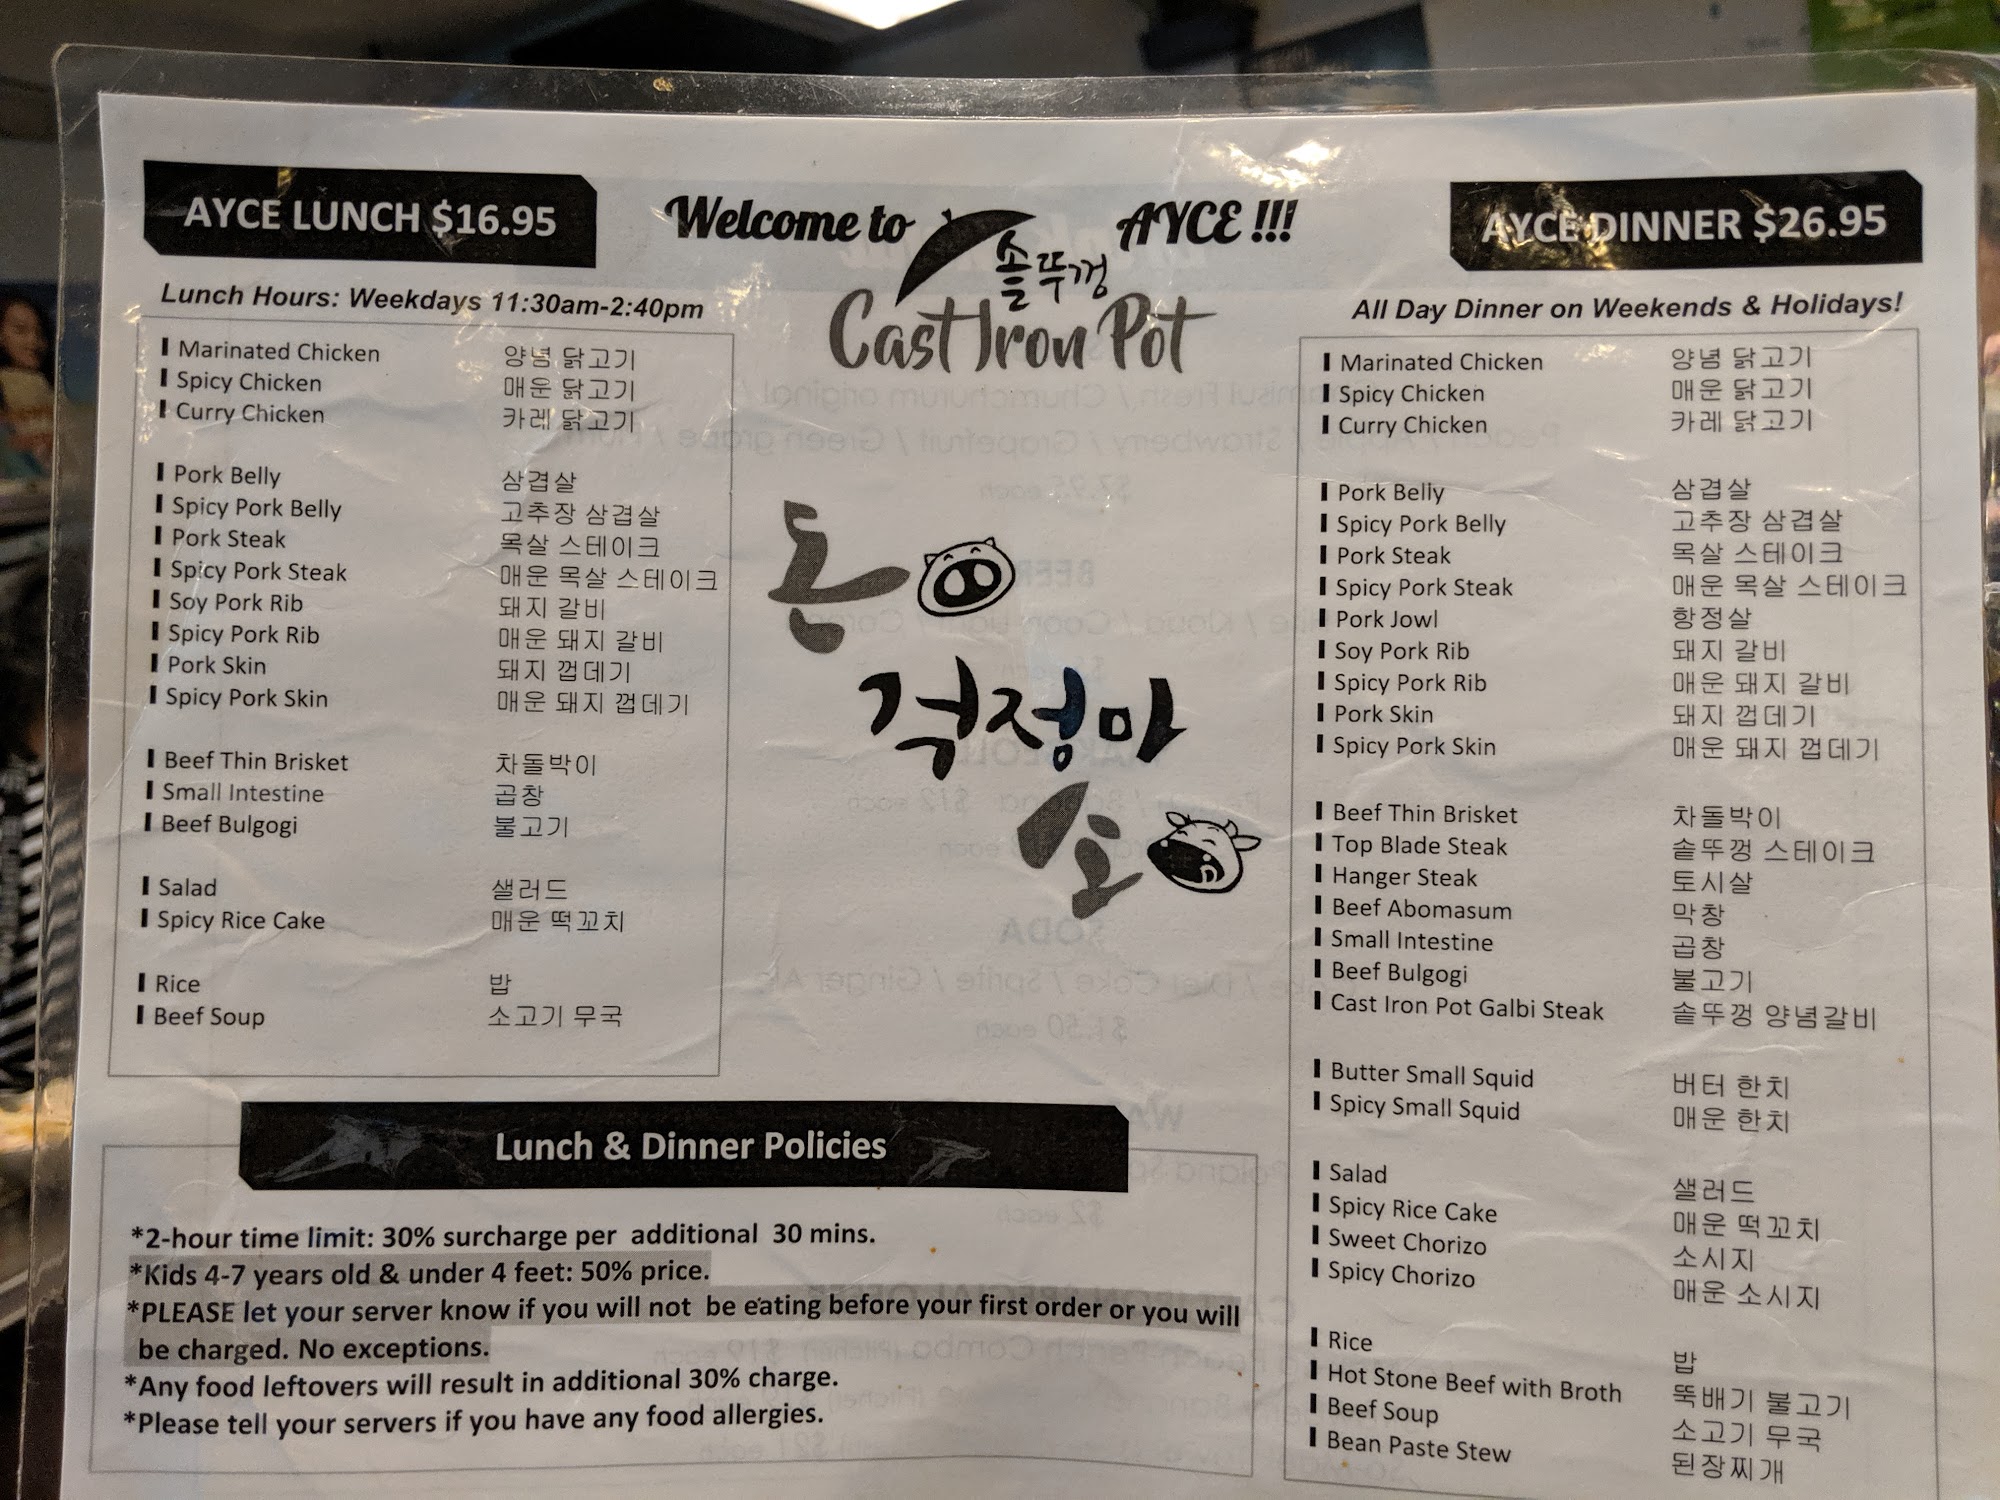 AYCE LUNCH $16.95
Lunch Hours: Weekdays 11:30am-2:40pm
Marinated Chicken 양념 닭고기
Spicy Chicken 매운 닭고기
Curry Chicken 카레 닭고기
Pork Belly 삼겹살
Spicy Pork Belly 고추장 삼겹살
Pork Steak 목살 스테이크
Spicy Pork Steak 매운 목살 스테이크
Soy Pork Rib 돼지 갈비
Spicy Pork Rib 매운 돼지 갈비
Pork Skin 돼지 껍데기
Spicy Pork Skin 매운 돼지 껍데기
Beef Thin Brisket 차돌박이
Small Intestine 곱창
Beef Bulgogi 불고기
Salad 샐러드
Spicy Rice Cake 매운 떡꼬치
Rice 밥
Beef Soup 소고기 무국
Welcome to
솥뚜껑
Cast Iron Pot
AYCE !!!
돈
걱정마
소
AYCE DINNER $26.95
All Day Dinner on Weekends & Holidays!
Marinated Chicken 양념 닭고기
Spicy Chicken 매운 닭고기
Curry Chicken 카레 닭고기
Pork Belly 삼겹살
Spicy Pork Belly 고추장 삼겹살
Pork Steak 목살 스테이크
Spicy Pork Steak 매운 목살 스테이크
Pork Jowl 항정살
Soy Pork Rib 돼지 갈비
Spicy Pork Rib 매운 돼지 갈비
Pork Skin 돼지 껍데기
Spicy Pork Skin 매운 돼지 껍데기
Beef Thin Brisket 차돌박이
Top Blade Steak 솥뚜껑 스테이크
Hanger Steak 토시살
Beef Abomasum 막창
Small Intestine 곱창
Beef Bulgogi 불고기
Cast Iron Pot Galbi Steak 솥뚜껑 양념갈비
Butter Small Squid 버터 한치
Spicy Small Squid 매운 한치
Salad 샐러드
Spicy Rice Cake 매운 떡꼬치
Sweet Chorizo 소시지
Spicy Chorizo 매운 소시지
Rice 밥
Hot Stone Beef with Broth 뚝배기 불고기
Beef Soup 소고기 무국
Bean Paste Stew 된장찌개
Lunch & Dinner Policies
*2-hour time limit: 30% surcharge per additional 30 mins.
*Kids 4-7 years old & under 4 feet: 50% price.
*PLEASE let your server know if you will not be eating before your first order or you will
be charged. No exceptions.
*Any food leftovers will result in additional 30% charge.
*Please tell your servers if you have any food allergies.